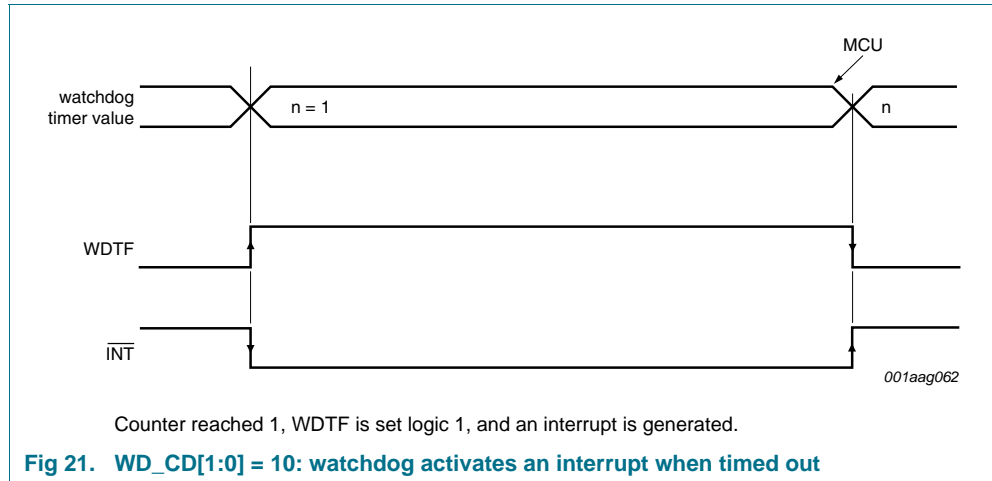 MCU
watchdog
timer value
n = 1
n
WDTF
INT
001aag062
Counter reached 1, WDTF is set logic 1, and an interrupt is generated.
Fig 21. WD_CD[1:0] = 10: watchdog activates an interrupt when timed out